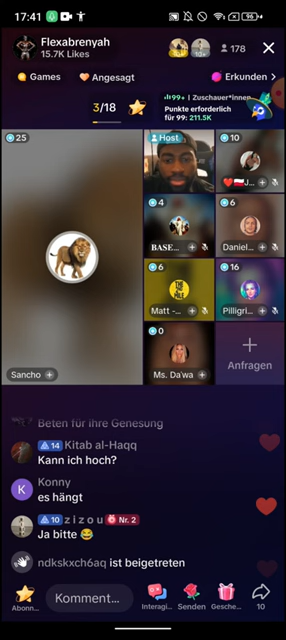 17:41
96%
Flexabrenyah
15.7K Likes
178
Games
Angesagt
Erkunden
3/18
99+ | Zuschauer*innen
Punkte erforderlich
für 99: 211.5K
25
Host
10
J...
4
BASE...
6
Daniel...
6
Matt -...
16
Pilligri...
Sancho
0
Ms. Da'wa
Anfragen
Beten für ihre Genesung
14 Kitab al-Haqq
Kann ich hoch?
K
Konny
es hängt
10 z i z o u Nr. 2
Ja bitte 😂
ndkskxch6aq ist beigetreten
Abonn...
Komment...
Interagi...
Senden
Gesche...
10